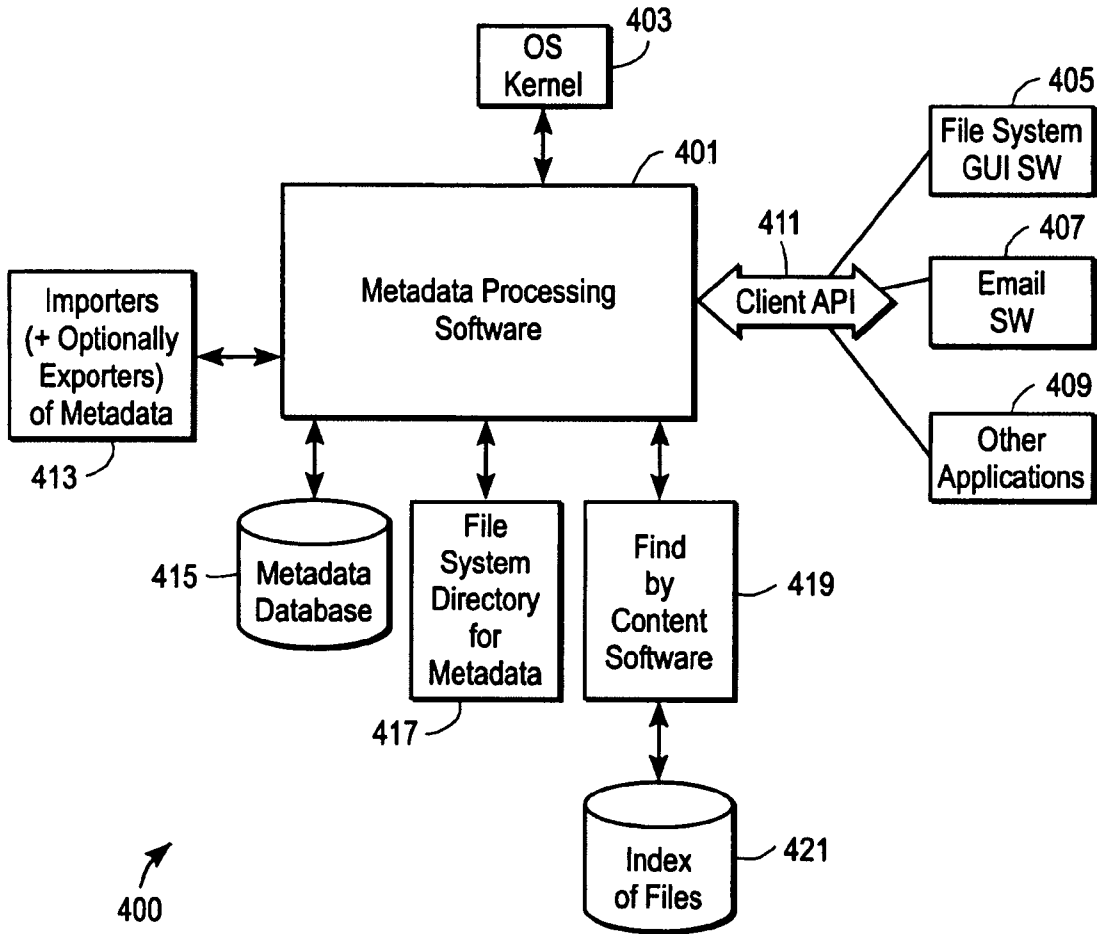 OS
Kernel
403
401
Metadata Processing
Software
411
Client API
405
File System
GUI SW
407
Email
SW
409
Other
Applications
Importers
(+ Optionally
Exporters)
of Metadata
413
415
Metadata
Database
File
System
Directory
for
Metadata
417
Find
by
Content
Software
419
Index
of Files
421
400